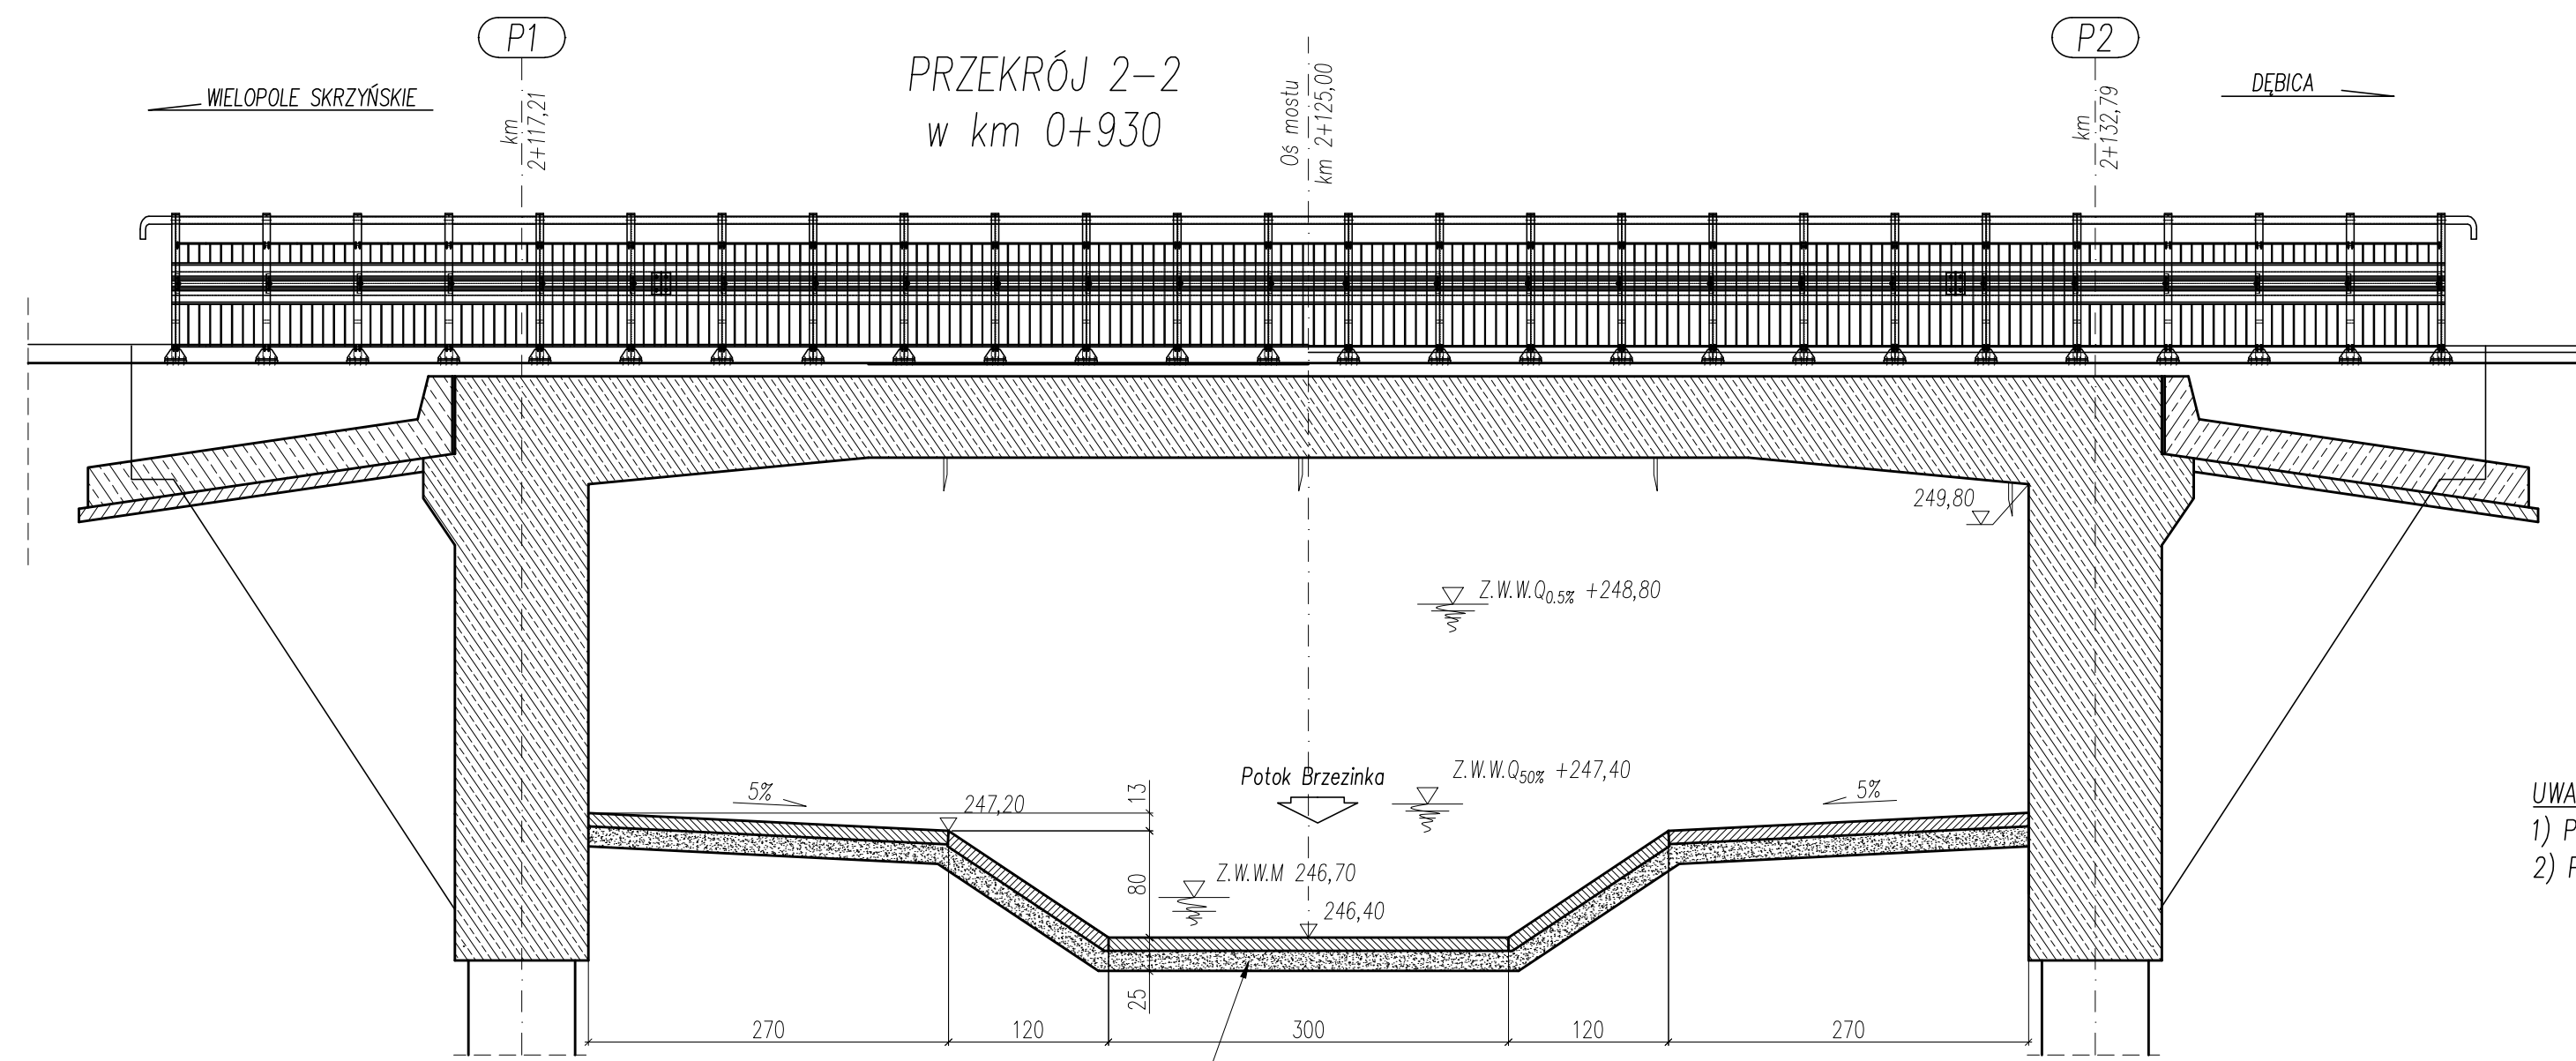 P1
P2
PRZEKRÓJ 2-2
w km 0+930
WIELOPOLE SKRZYŃSKIE
DĘBICA
km
2+117,21
Oś mostu
km 2+125,00
km
2+132,79
249,80
Z.W.W.Q0.5% +248,80
Potok Brzezinka
Z.W.W.Q50% +247,40
5%
247,20
13
5%
Z.W.W.M 246,70
80
246,40
25
270
120
300
120
270
UWA
1) P
2) P